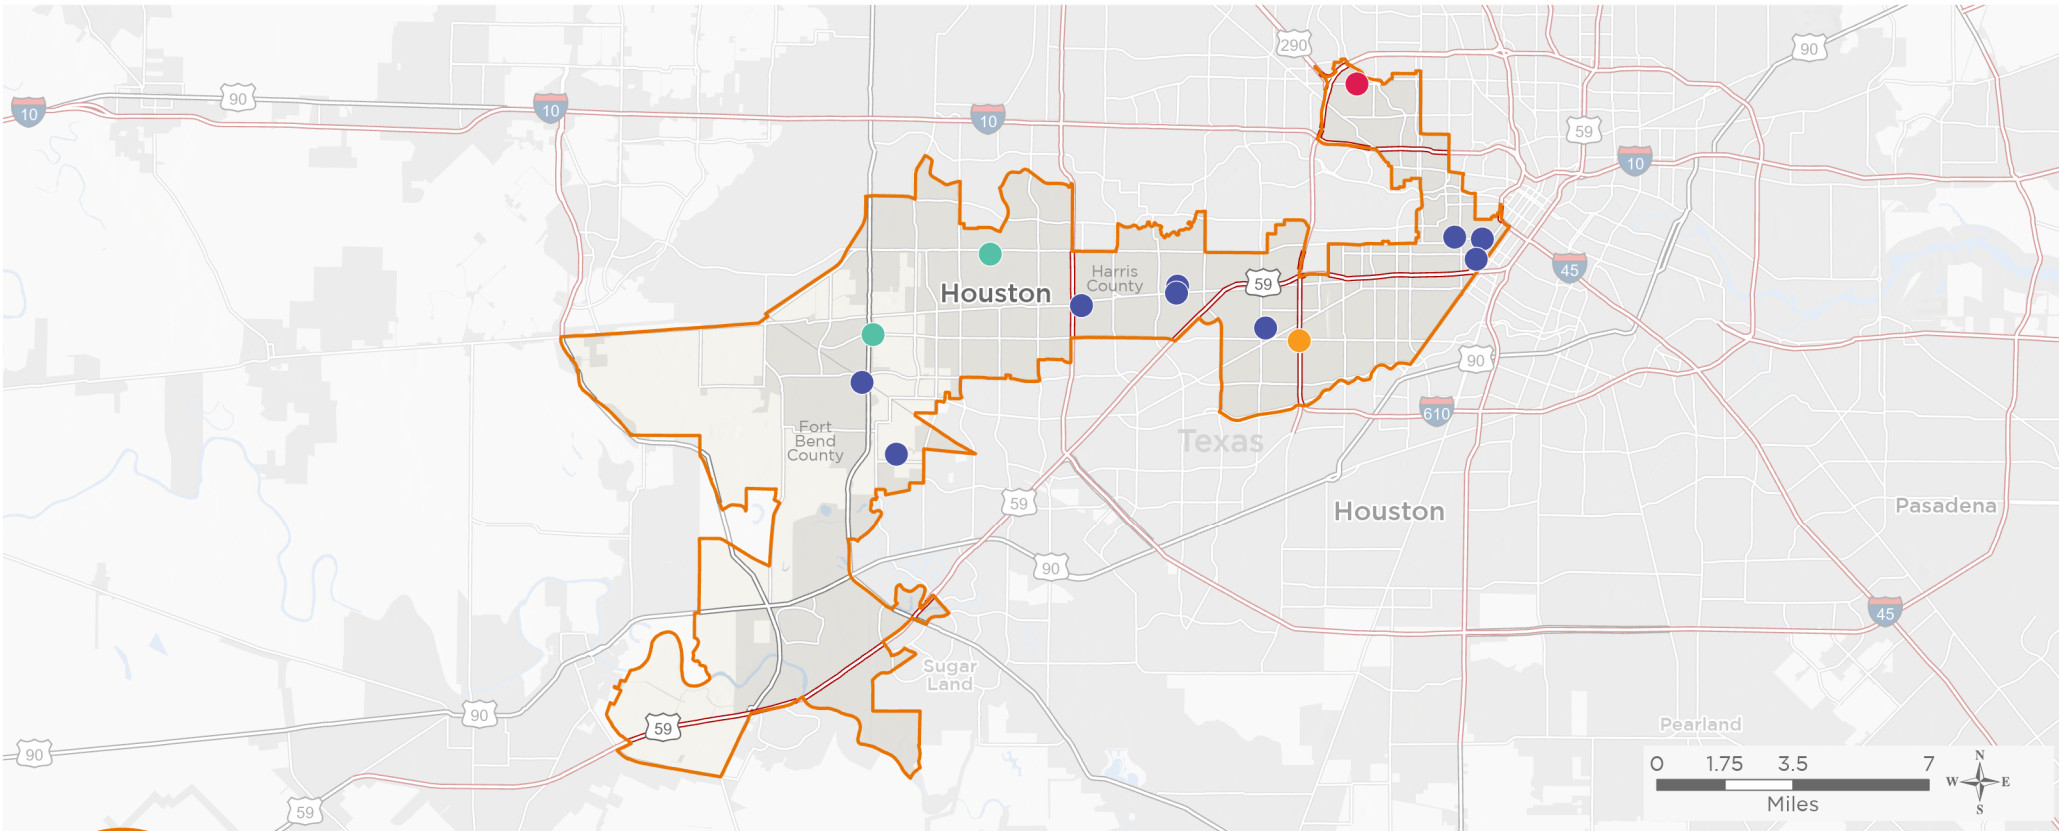 290
90
90
10
10
10
59
10
Harris
County
Houston
59
45
90
610
Fort
Bend
County
Texas
59
Houston
Pasadena
90
45
Sugar
Land
90
59
Pearland
90
59
0 1.75 3.5 7
Miles
N
W E
S